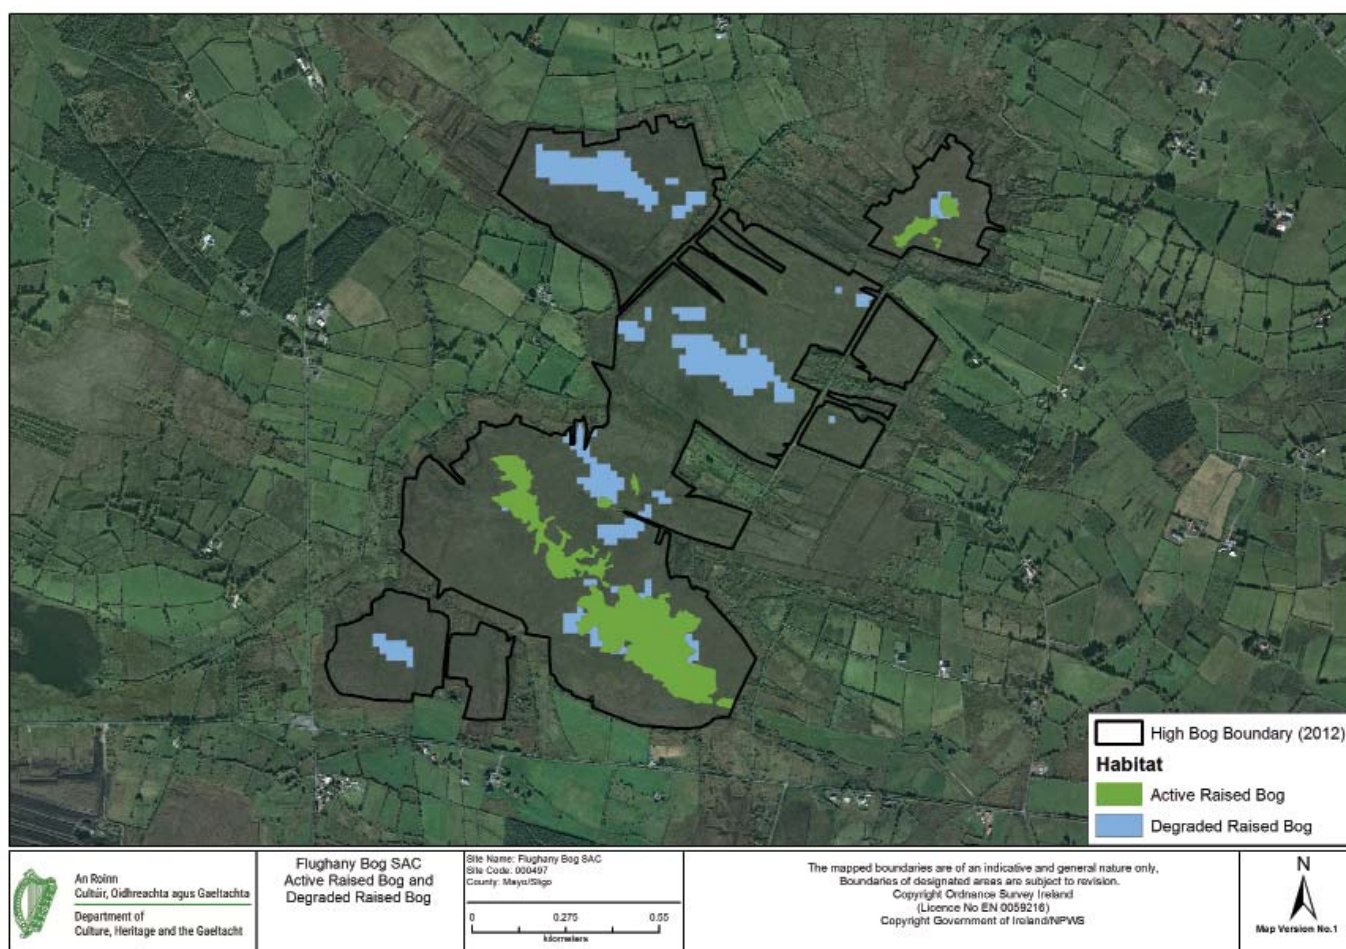 High Bog Boundary (2012)
Habitat
Active Raised Bog
Degraded Raised Bog
An Roinn
Cultúir, Oidhreachta agus Gaeltachta
Department of
Culture, Heritage and the Gaeltacht
Flughany Bog SAC
Active Raised Bog and
Degraded Raised Bog
Site Name: Flughany Bog SAC
Site Code: 000497
County: Mayo/Sligo
0 0.275 0.55
kilometers
The mapped boundaries are of an indicative and general nature only,
Boundaries of designated areas are subject to revision.
Copyright Ordnance Survey Ireland
(Licence No EN 0059216)
Copyright Government of Ireland/NPWS
N
Map Version No.1